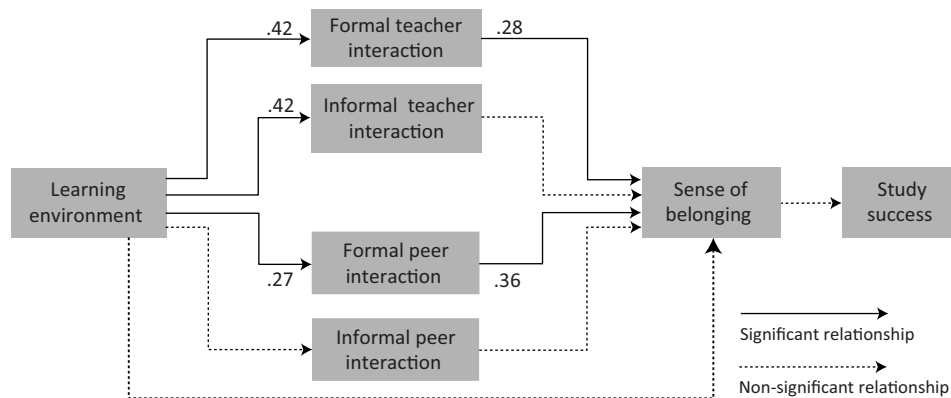 .42
Formal teacher
interaction
.28
.42
Informal teacher
interaction
Learning
environment
Sense of
belonging
Study
success
Formal peer
interaction
.27
.36
Informal peer
interaction
Significant relationship
Non-significant relationship